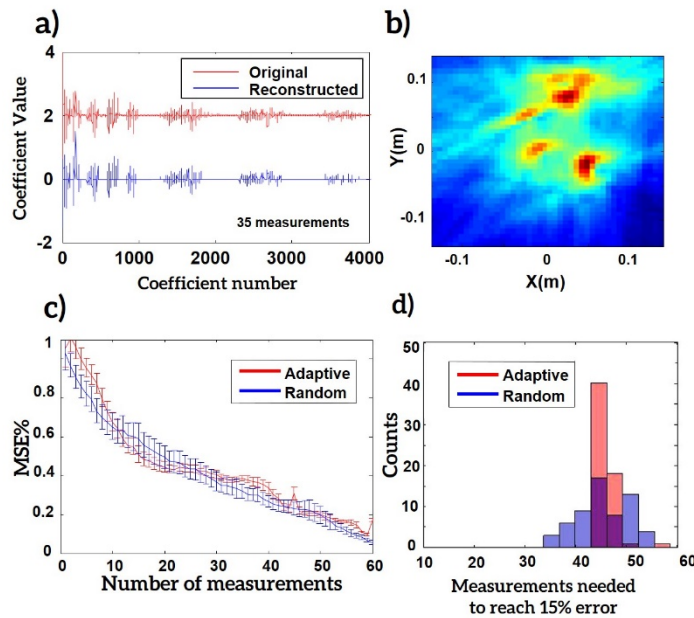 a)
4
2
0
-2
Coefficient Value
Original
Reconstructed
35 measurements
0 1000 2000 3000 4000
Coefficient number
b)
0.1
0
-0.1
Y(m)
-0.1 0 0.1
X(m)
c)
1
0.8
0.6
0.4
0.2
0
MSE%
Adaptive
Random
0 10 20 30 40 50 60
Number of measurements
d)
50
40
30
20
10
0
Counts
Adaptive
Random
10 20 30 40 50 60
Measurements needed
to reach 15% error